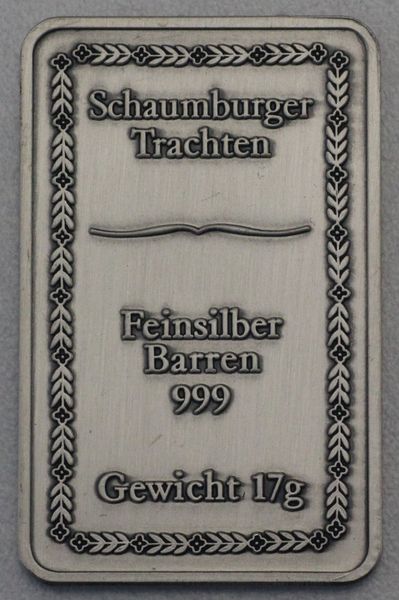 Schaumburger
Trachten
Feinsilber
Barren
999
Gewicht 17g